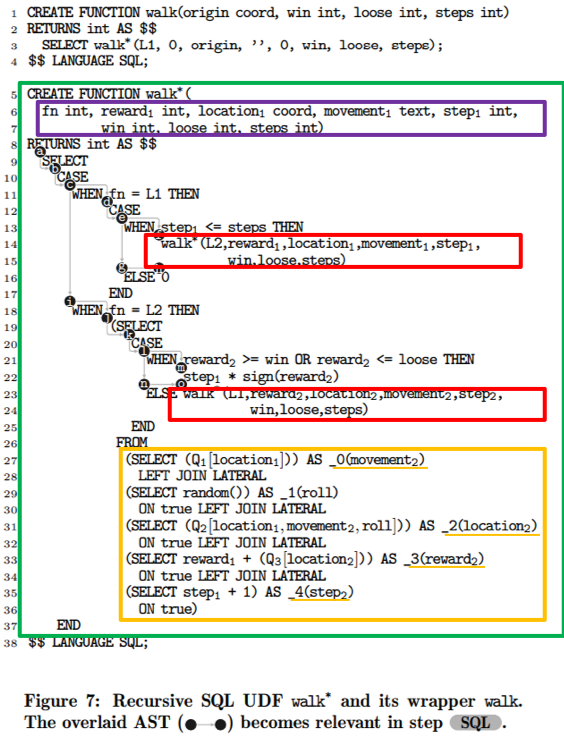 1 CREATE FUNCTION walk(origin coord, win int, loose int, steps int)
2 RETURNS int AS $$
3 SELECT walk*(L1, 0, origin, '', 0, win, loose, steps);
4 $$ LANGUAGE SQL;
5 CREATE FUNCTION walk*(
6 fn int, reward₁ int, location₁ coord, movement₁ text, step₁ int,
7 win int, loose int, steps int)
8 RETURNS int AS $$
a
9 SELECT
b
10 CASE
c
11 WHEN fn = L1 THEN
d
12 CASE
e
13 WHEN step₁ <= steps THEN
14 walk*(L2,reward₁,location₁,movement₁,step₁,
15 win,loose,steps)
g
16 ELSE 0
17 END
i
18 WHEN fn = L2 THEN
19 (SELECT
k
20 CASE
l
21 WHEN reward₂ >= win OR reward₂ <= loose THEN
m
22 step₁ * sign(reward₂)
n o
23 ELSE walk*(L1,reward₂,location₂,movement₂,step₂,
24 win,loose,steps)
25 END
26 FROM
27 (SELECT (Q₁[location₁])) AS _0(movement₂)
28 LEFT JOIN LATERAL
29 (SELECT random()) AS _1(roll)
30 ON true LEFT JOIN LATERAL
31 (SELECT (Q₂[location₁,movement₂,roll])) AS _2(location₂)
32 ON true LEFT JOIN LATERAL
33 (SELECT reward₁ + (Q₃[location₂])) AS _3(reward₂)
34 ON true LEFT JOIN LATERAL
35 (SELECT step₁ + 1) AS _4(step₂)
36 ON true)
37 END
38 $$ LANGUAGE SQL;
Figure 7: Recursive SQL UDF walk* and its wrapper walk.
The overlaid AST (●–●) becomes relevant in step SQL.